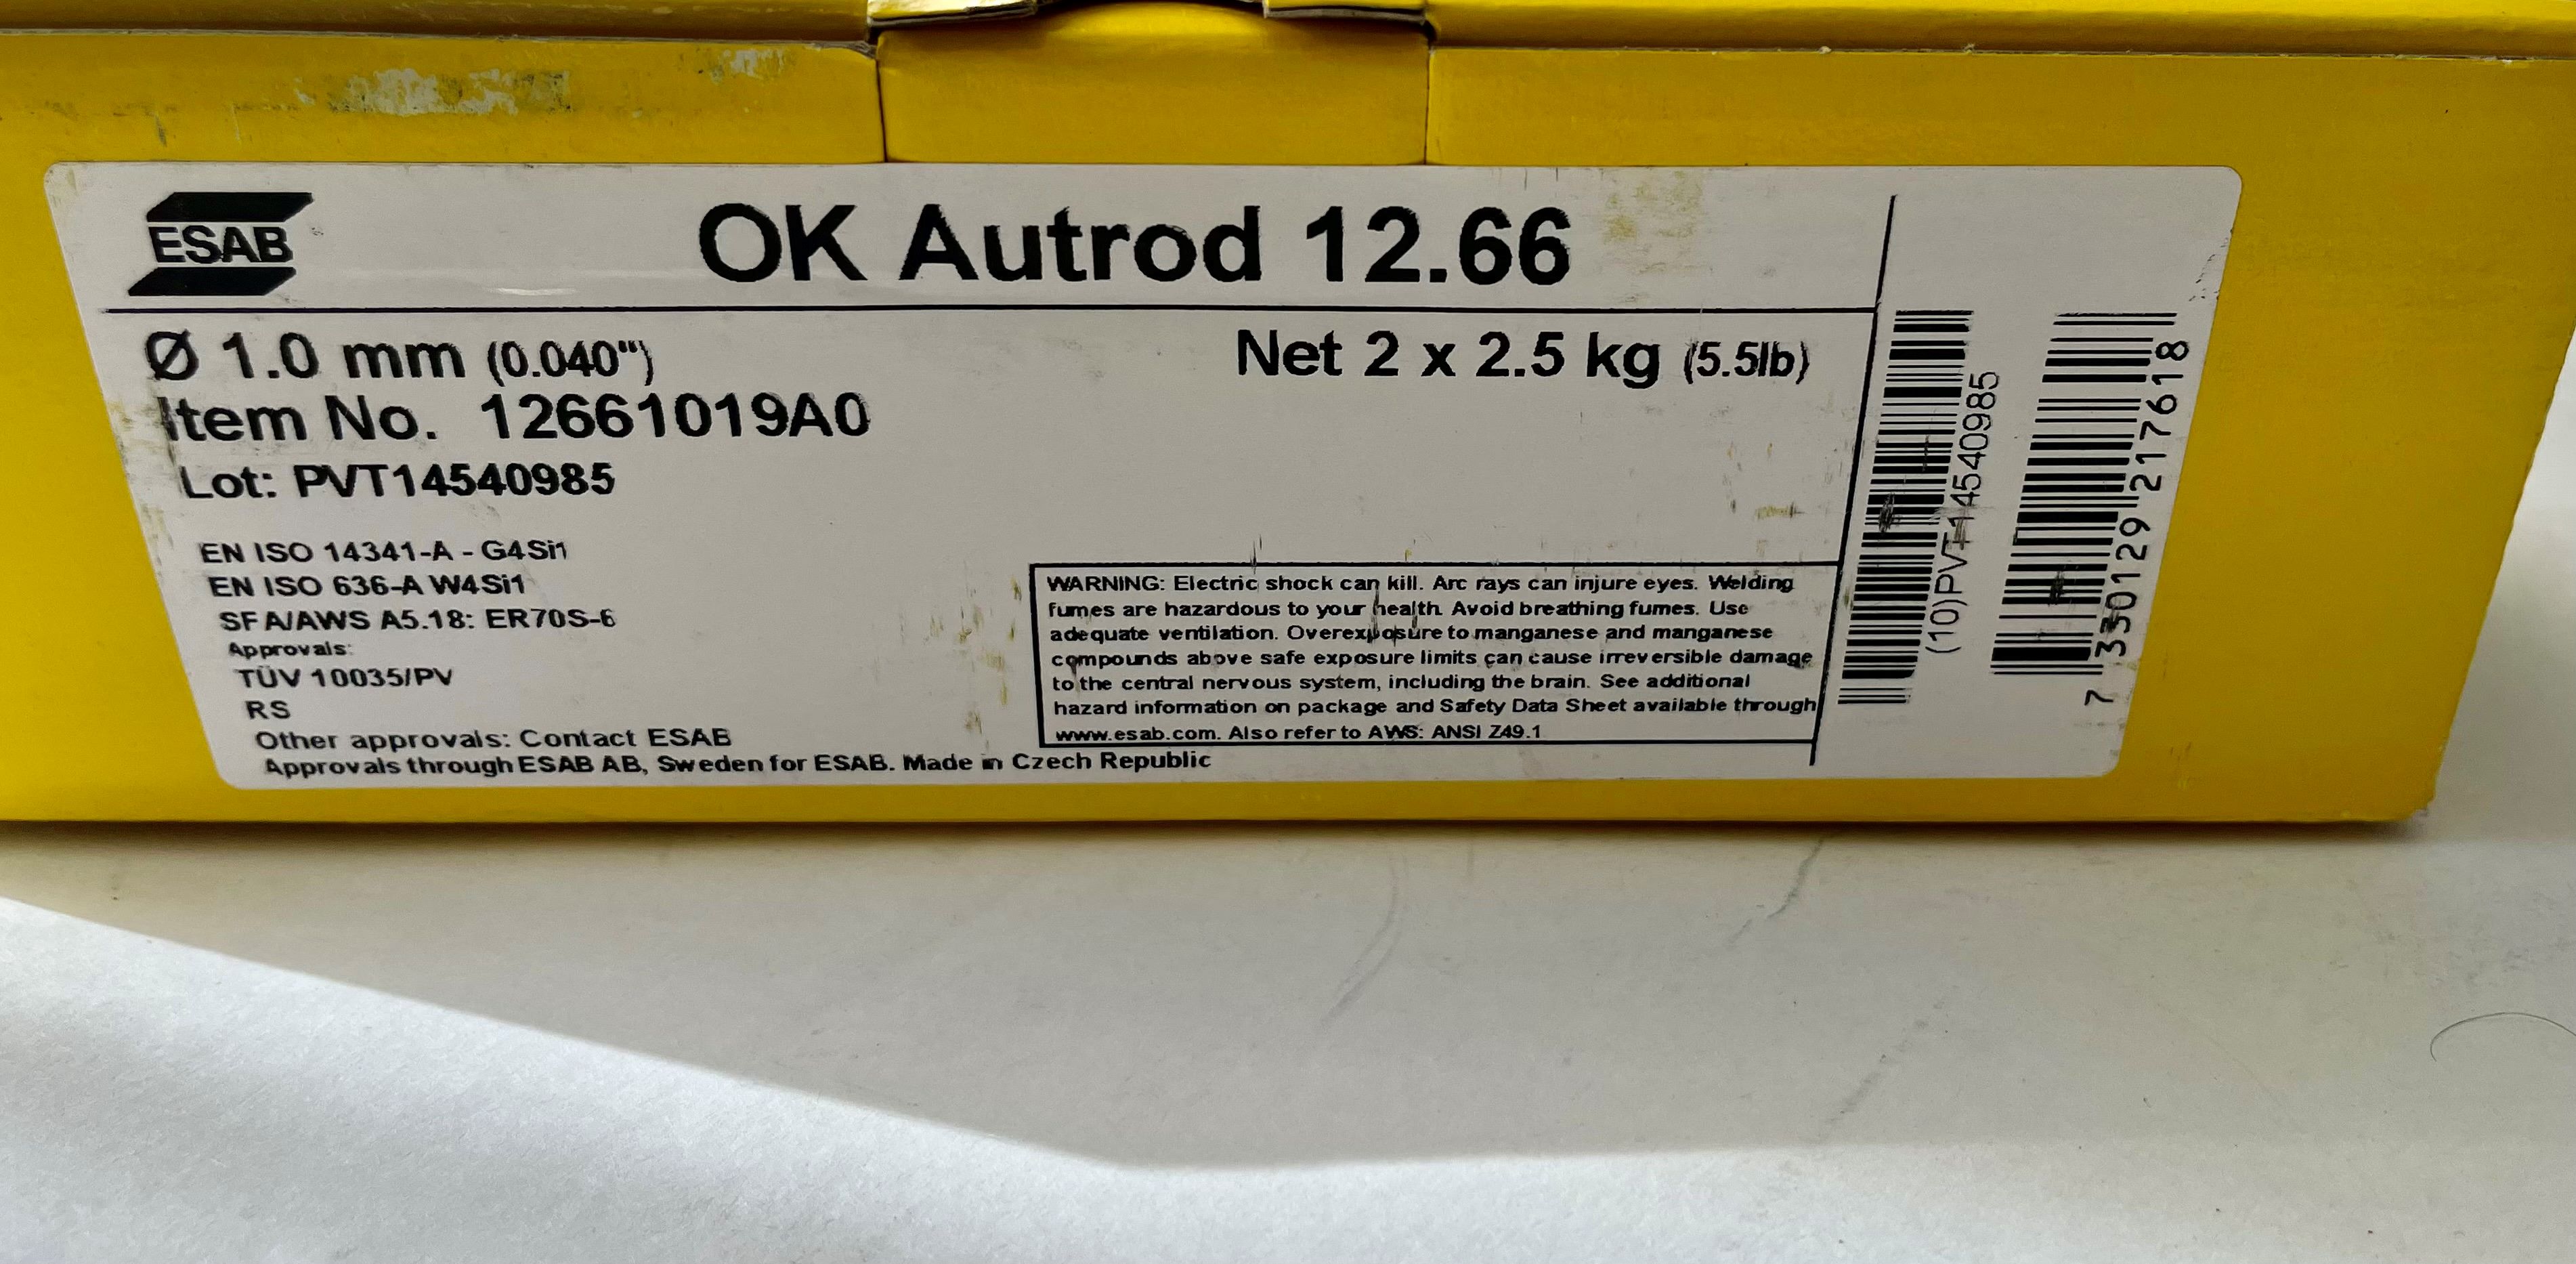 ESAB
OK Autrod 12.66
Ø 1.0 mm (0.040")
Net 2 x 2.5 kg (5.5lb)
Item No. 12661019A0
Lot: PVT14540985
EN ISO 14341-A - G4Si1
EN ISO 636-A W4Si1
SFA/AWS A5.18: ER70S-6
Approvals:
TÜV 10035/PV
RS
Other approvals: Contact ESAB
Approvals through ESAB AB, Sweden for ESAB. Made in Czech Republic
WARNING: Electric shock can kill. Arc rays can injure eyes. Welding
fumes are hazardous to your health. Avoid breathing fumes. Use
adequate ventilation. Overexposure to manganese and manganese
compounds above safe exposure limits can cause irreversible damage
to the central nervous system, including the brain. See additional
hazard information on package and Safety Data Sheet available through
www.esab.com. Also refer to AWS: ANSI Z49.1
(10)PVT14540985
7 330129 217618